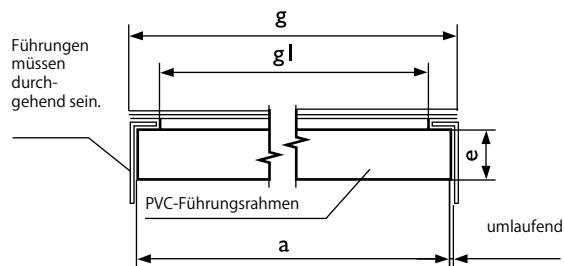 g
Führungen
müssen
durch-
gehend sein.
gl
e
PVC-Führungsrahmen
umlaufend
a